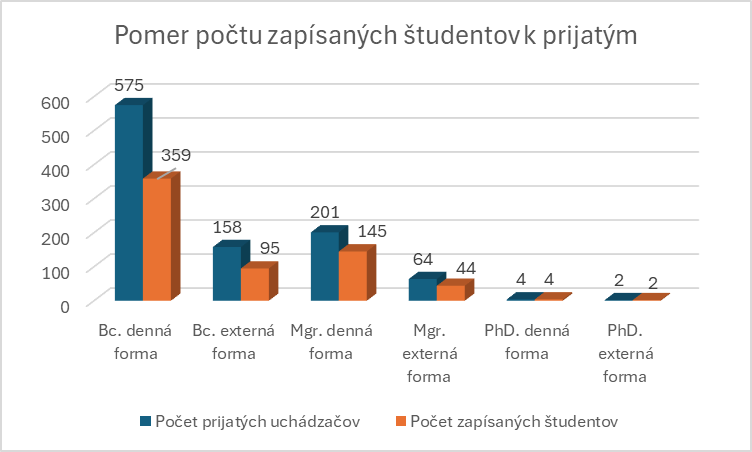 Pomer počtu zapísaných študentov k prijatým
575
359
158
95
201
145
64
44
4
4
2
2
600
500
400
300
200
100
0
Bc. denná
forma
Bc. externá
forma
Mgr. denná
forma
Mgr.
externá
forma
PhD. denná
forma
PhD.
externá
forma
Počet prijatých uchádzačov
Počet zapísaných študentov